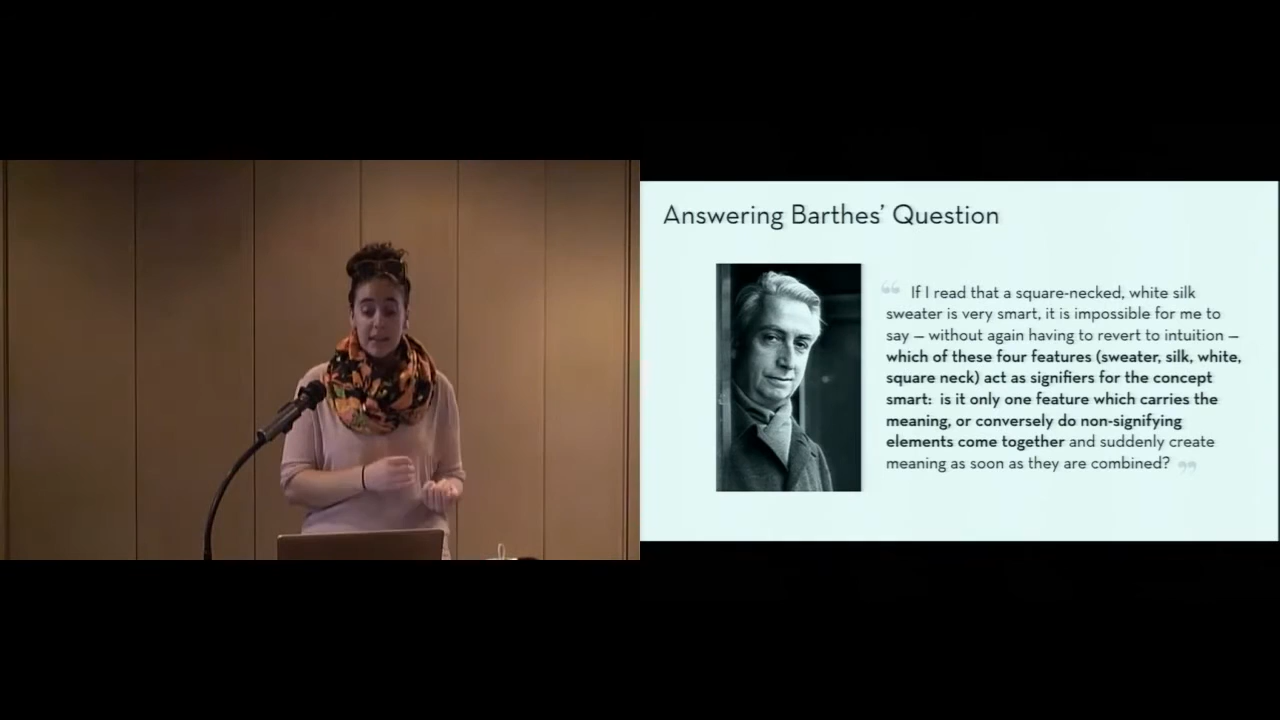 Answering Barthes’ Question
“ If I read that a square-necked, white silk
sweater is very smart, it is impossible for me to
say – without again having to revert to intuition –
which of these four features (sweater, silk, white,
square neck) act as signifiers for the concept
smart: is it only one feature which carries the
meaning, or conversely do non-signifying
elements come together and suddenly create
meaning as soon as they are combined? ”